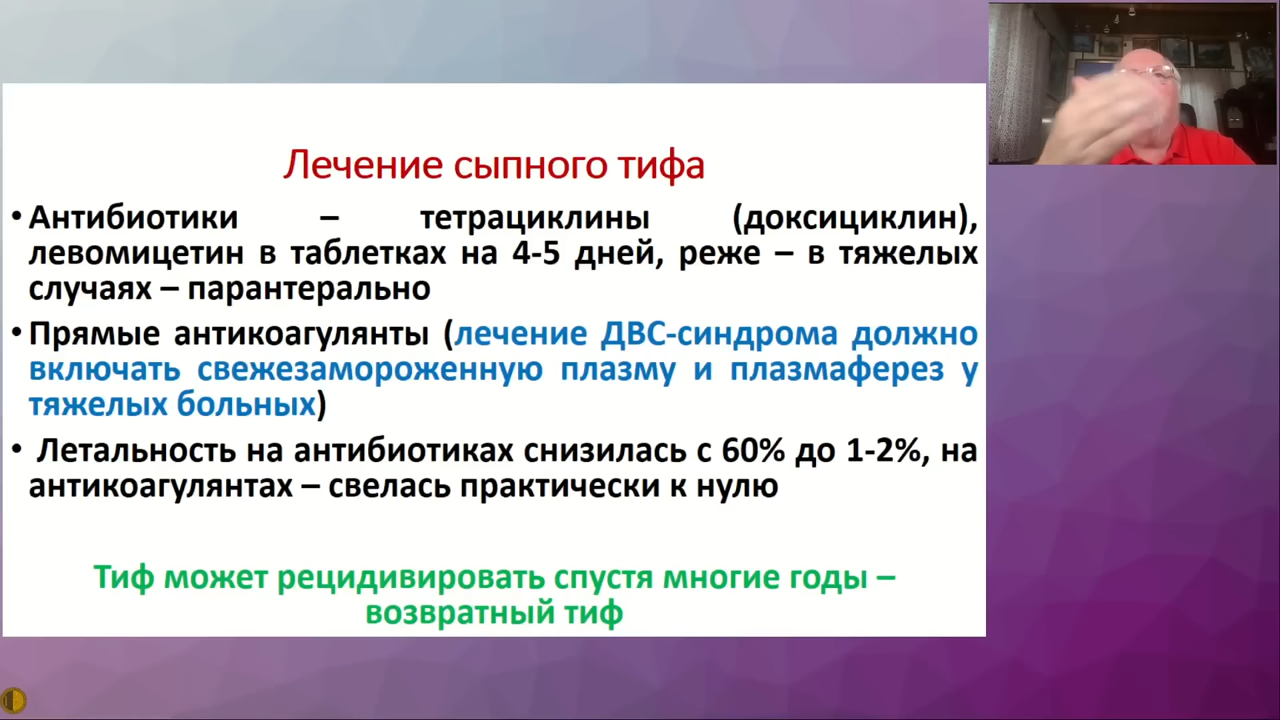 Лечение сыпного тифа
• Антибиотики – тетрациклины (доксициклин),
левомицетин в таблетках на 4-5 дней, реже – в тяжелых
случаях – парантерально
• Прямые антикоагулянты (лечение ДВС-синдрома должно
включать свежезамороженную плазму и плазмаферез у
тяжелых больных)
• Летальность на антибиотиках снизилась с 60% до 1-2%, на
антикоагулянтах – свелась практически к нулю
Тиф может рецидивировать спустя многие годы –
возвратный тиф